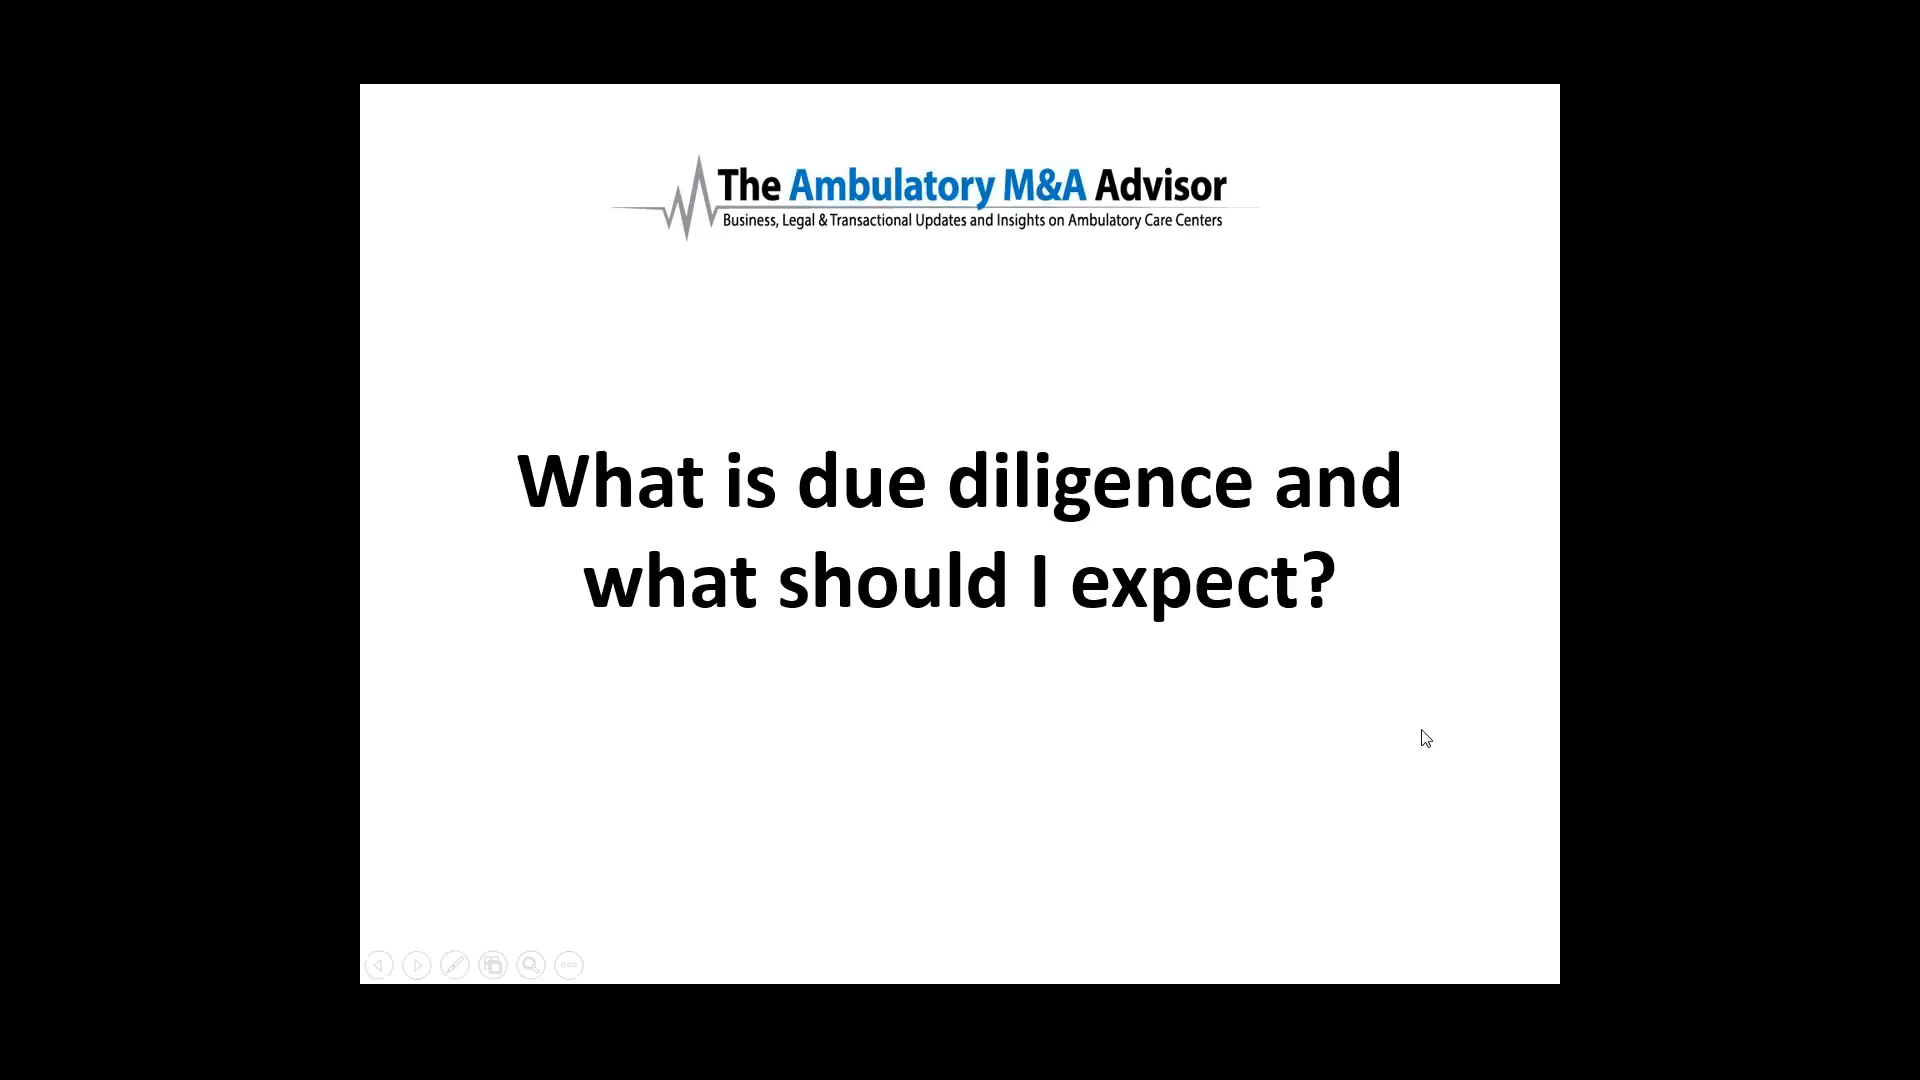 The Ambulatory M&A Advisor
Business, Legal & Transactional Updates and Insights on Ambulatory Care Centers
What is due diligence and
what should I expect?